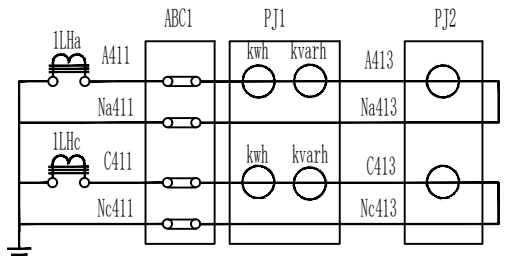 ABC1 PJ1 PJ2
1LHa A411 kwh kvarh A413
Na411 Na413
1LHc C411 kwh kvarh C413
Nc411 Nc413